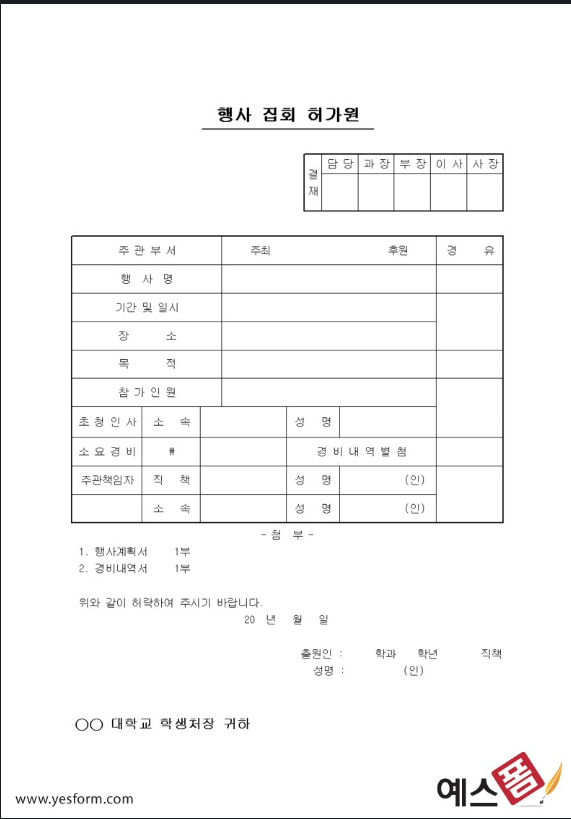 행사 집회 허가원
결재 담당 과장 부장 이사 사장
주관부서 주최 후원 경 유
행 사 명
기간 및 일시
장 소
목 적
참가인원
초청인사 소 속 성 명
소요경비 ₩ 경비내역별첨
주관책임자 직 책 성 명 (인)
소 속 성 명 (인)
- 첨 부 -
1. 행사계획서 1부
2. 경비내역서 1부
위와 같이 허락하여 주시기 바랍니다.
20 년 월 일
출원인 : 학과 학년 직책
성명 : (인)
○○ 대학교 학생처장 귀하
www.yesform.com
예스폼